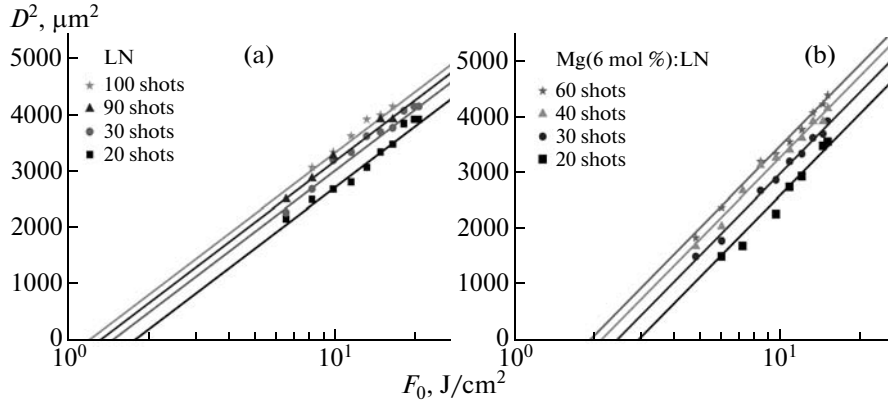 D², μm²
(a)
LN
100 shots
90 shots
30 shots
20 shots
5000
4000
3000
2000
1000
0
10⁰
10¹
(b)
Mg(6 mol %):LN
60 shots
40 shots
30 shots
20 shots
5000
4000
3000
2000
1000
0
10⁰
10¹
F₀, J/cm²